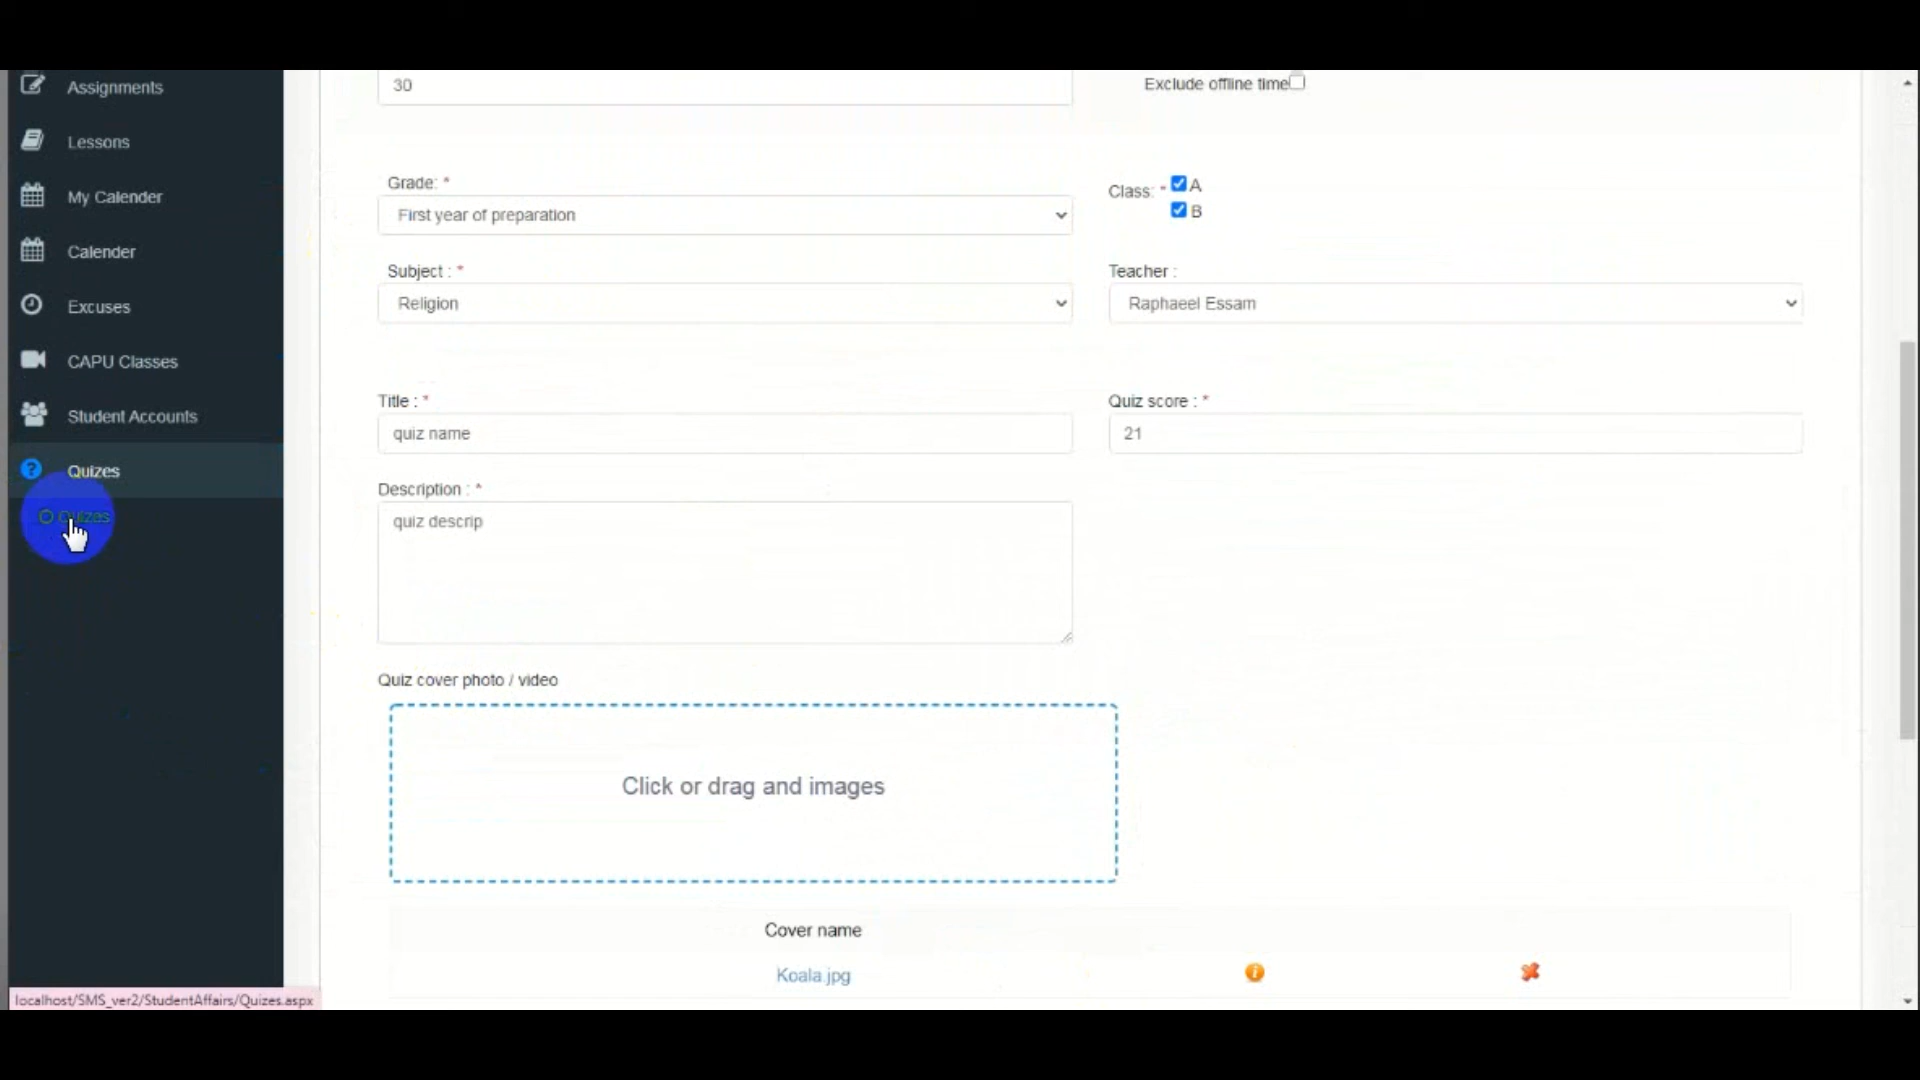 Assignments
Lessons
My Calender
Calender
Excuses
CAPU Classes
Student Accounts
Quizes
Quizes
30
Exclude offline time
Grade: *
First year of preparation
Class: *
A
B
Subject : *
Religion
Teacher :
Raphaeel Essam
Title : *
quiz name
Quiz score : *
21
Description : *
quiz descrip
Quiz cover photo / video
Click or drag and images
Cover name
Koala.jpg
localhost/SMS_ver2/StudentAffairs/Quizes.aspx